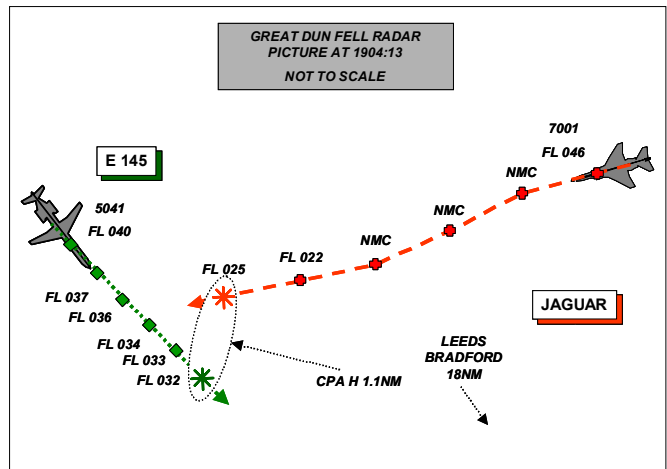 GREAT DUN FELL RADAR
PICTURE AT 1904:13
NOT TO SCALE
7001
FL 046
E 145
NMC
5041
NMC
FL 040
NMC
FL 022
FL 025
FL 037
FL 036
JAGUAR
FL 034
FL 033
FL 032
CPA H 1.1NM
LEEDS
BRADFORD
18NM